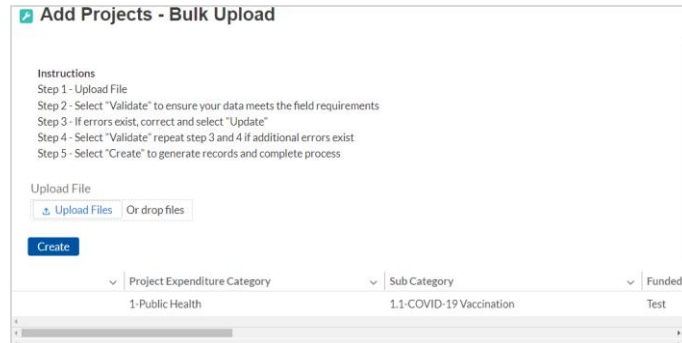 Add Projects - Bulk Upload
Instructions
Step 1 - Upload File
Step 2 - Select "Validate" to ensure your data meets the field requirements
Step 3 - If errors exist, correct and select "Update"
Step 4 - Select "Validate" repeat step 3 and 4 if additional errors exist
Step 5 - Select "Create" to generate records and complete process
Upload File
Upload Files Or drop files
Create
Project Expenditure Category Sub Category Funded
1-Public Health 1.1-COVID-19 Vaccination Test